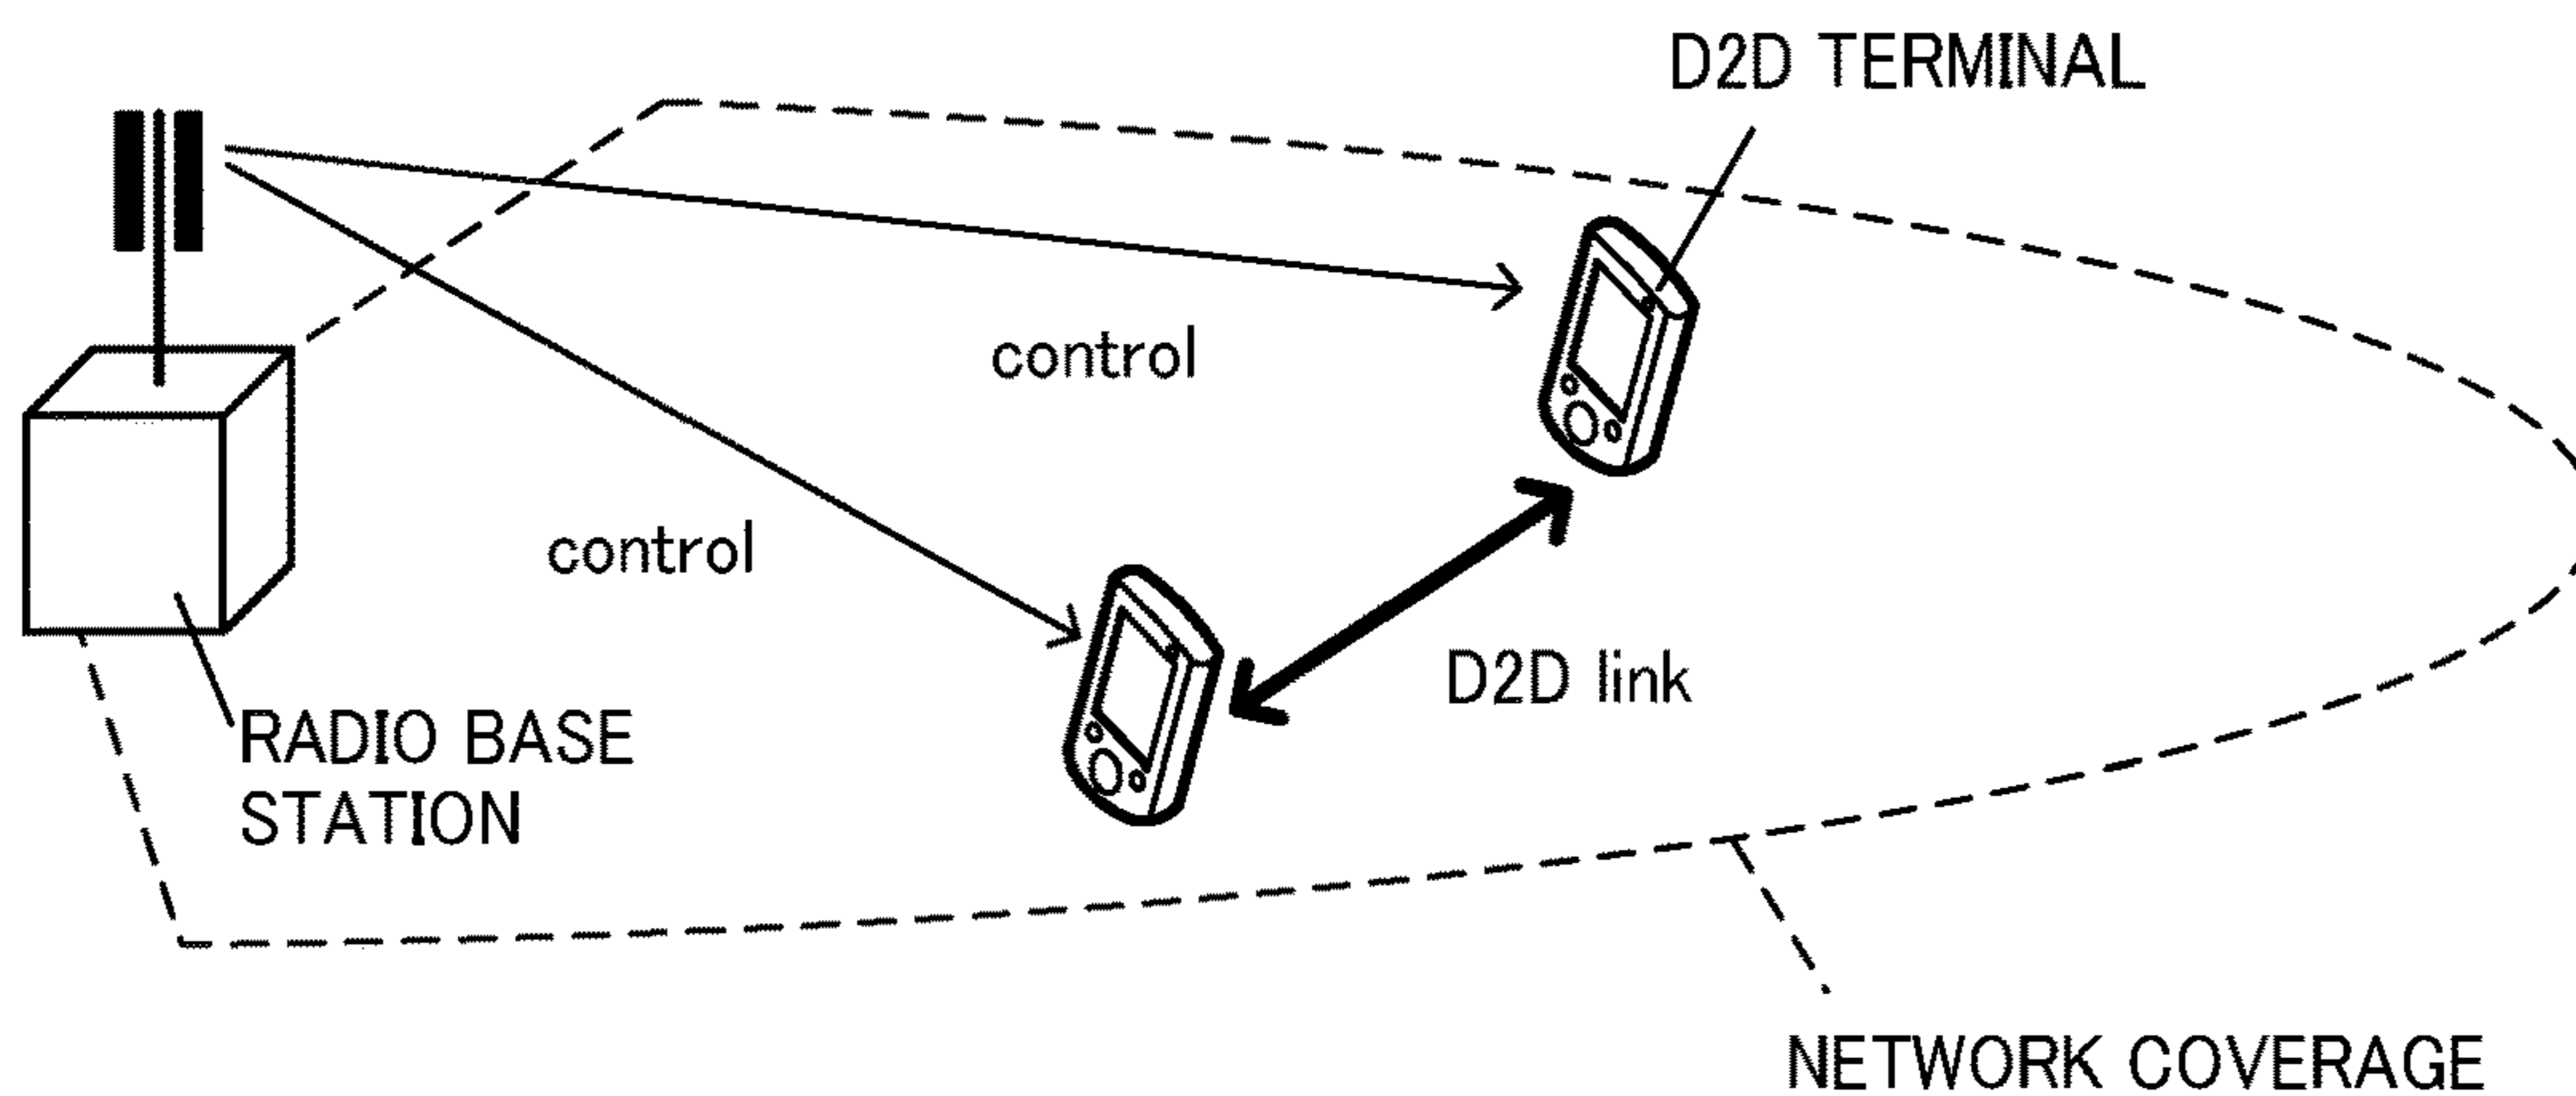 D2D TERMINAL
control
control
D2D link
RADIO BASE
STATION
NETWORK COVERAGE